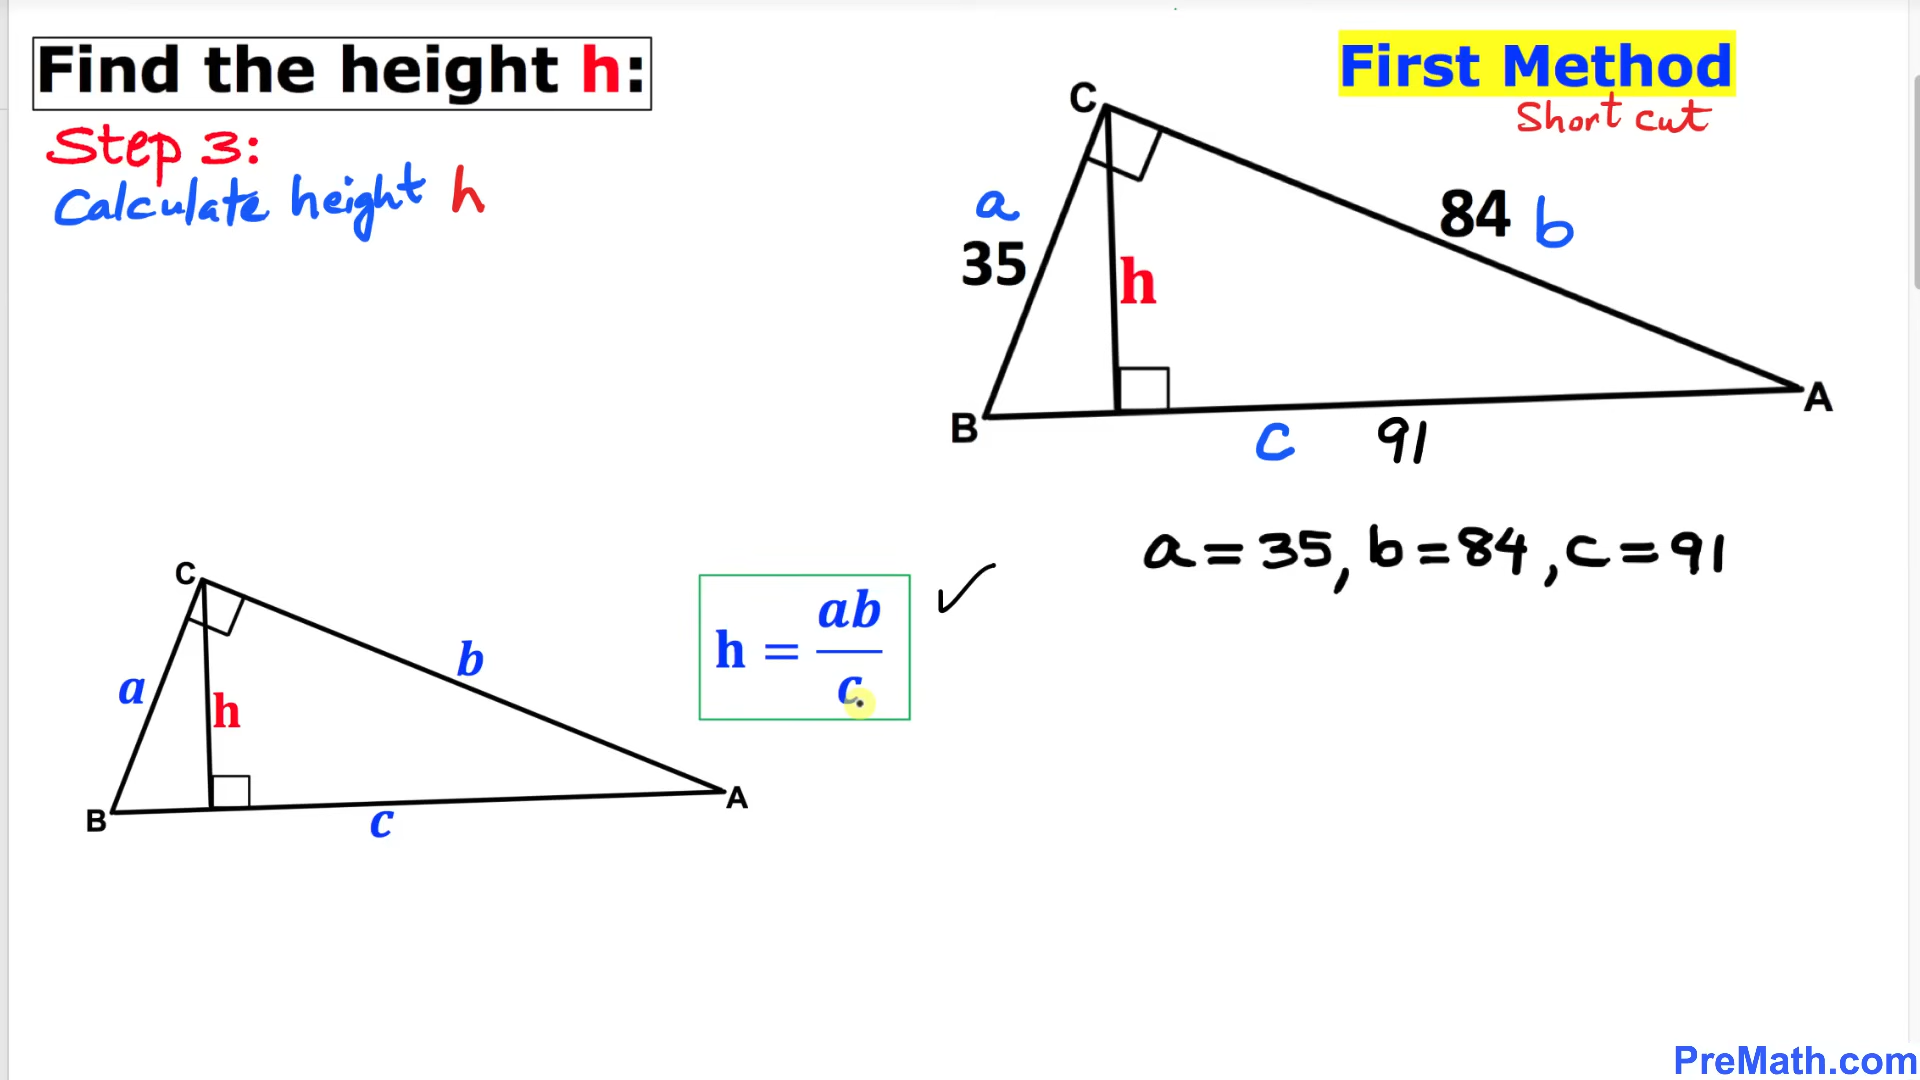 Find the height h:
First Method
Short cut
Step 3:
Calculate height h
C
a
35
84 b
h
B
A
c 91
a = 35, b = 84, c = 91
C
a
b
h
B
A
c
h = ab/c
PreMath.com